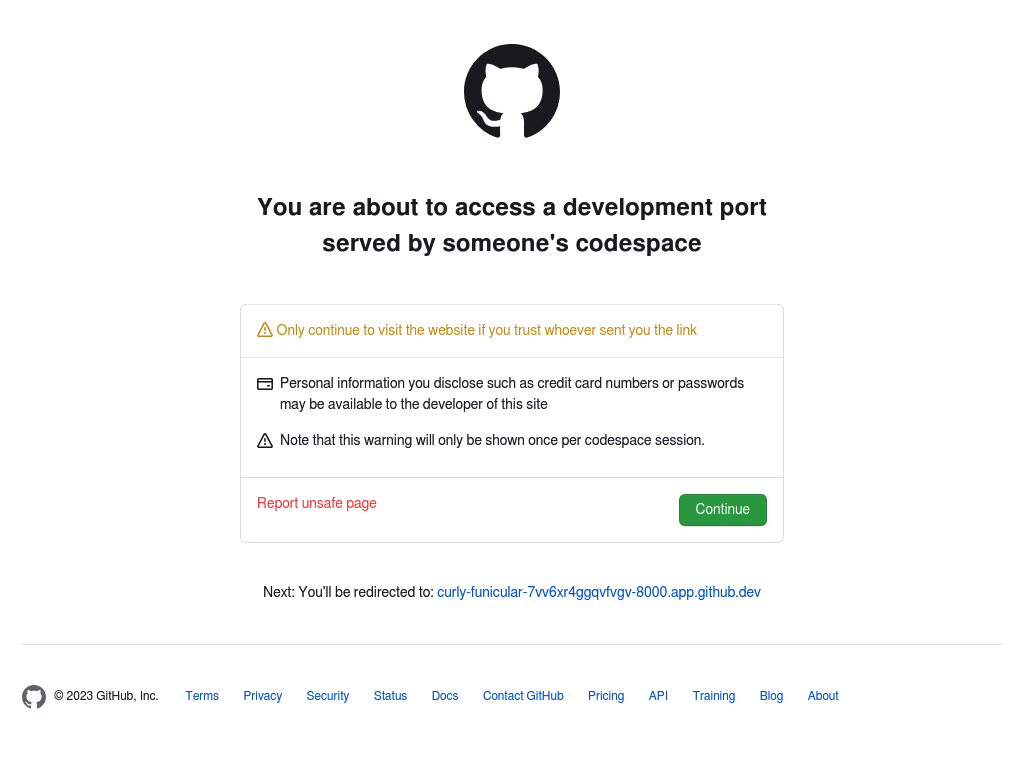 You are about to access a development port
served by someone's codespace
Only continue to visit the website if you trust whoever sent you the link
Personal information you disclose such as credit card numbers or passwords
may be available to the developer of this site
Note that this warning will only be shown once per codespace session.
Report unsafe page
Continue
Next: You'll be redirected to: curly-funicular-7vv6xr4ggqvfvgv-8000.app.github.dev
© 2023 GitHub, Inc. Terms Privacy Security Status Docs Contact GitHub Pricing API Training Blog About